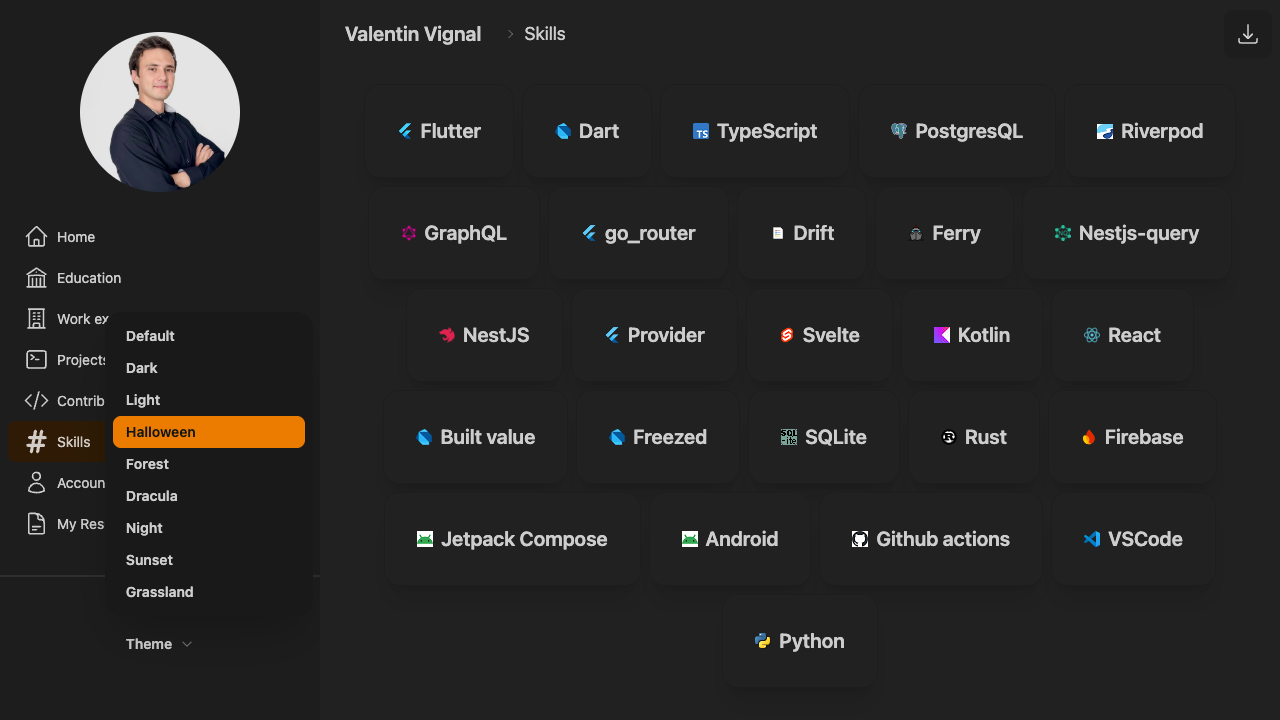 Valentin Vignal
Skills
Home
Education
Work ex
Projects
Contrib
Skills
Accoun
My Res
Default
Dark
Light
Halloween
Forest
Dracula
Night
Sunset
Grassland
Theme
Flutter
Dart
TypeScript
PostgresQL
Riverpod
GraphQL
go_router
Drift
Ferry
Nestjs-query
NestJS
Provider
Svelte
Kotlin
React
Built value
Freezed
SQLite
Rust
Firebase
Jetpack Compose
Android
Github actions
VSCode
Python